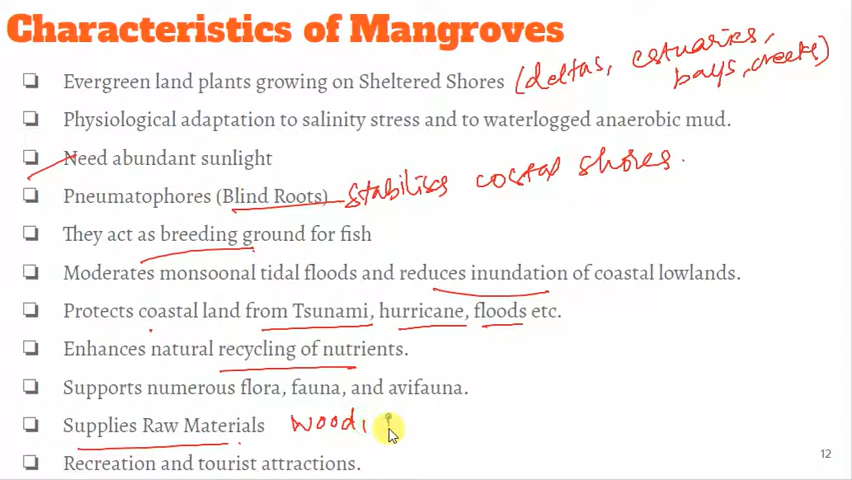 Characteristics of Mangroves
Evergreen land plants growing on Sheltered Shores (deltas, estuaries,
bays, creeks)
Physiological adaptation to salinity stress and to waterlogged anaerobic mud.
Need abundant sunlight
Pneumatophores (Blind Roots) stabilises costal shores.
They act as breeding ground for fish
Moderates monsoonal tidal floods and reduces inundation of coastal lowlands.
Protects coastal land from Tsunami, hurricane, floods etc.
Enhances natural recycling of nutrients.
Supports numerous flora, fauna, and avifauna.
Supplies Raw Materials wood,
Recreation and tourist attractions.
12